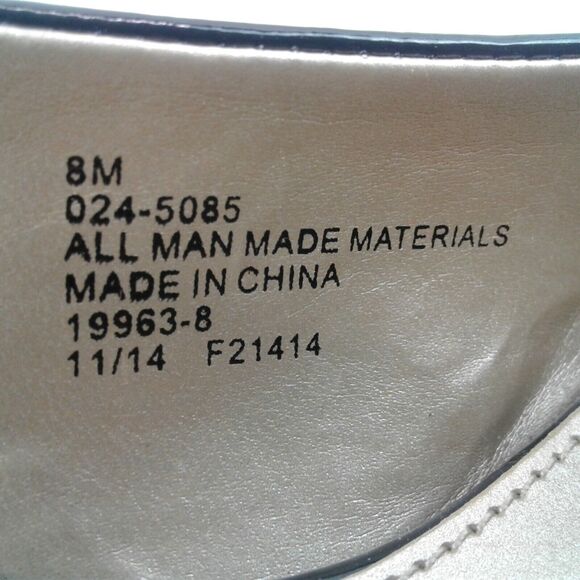 8M
024-5085
ALL MAN MADE MATERIALS
MADE IN CHINA
19963-8
11/14 F21414